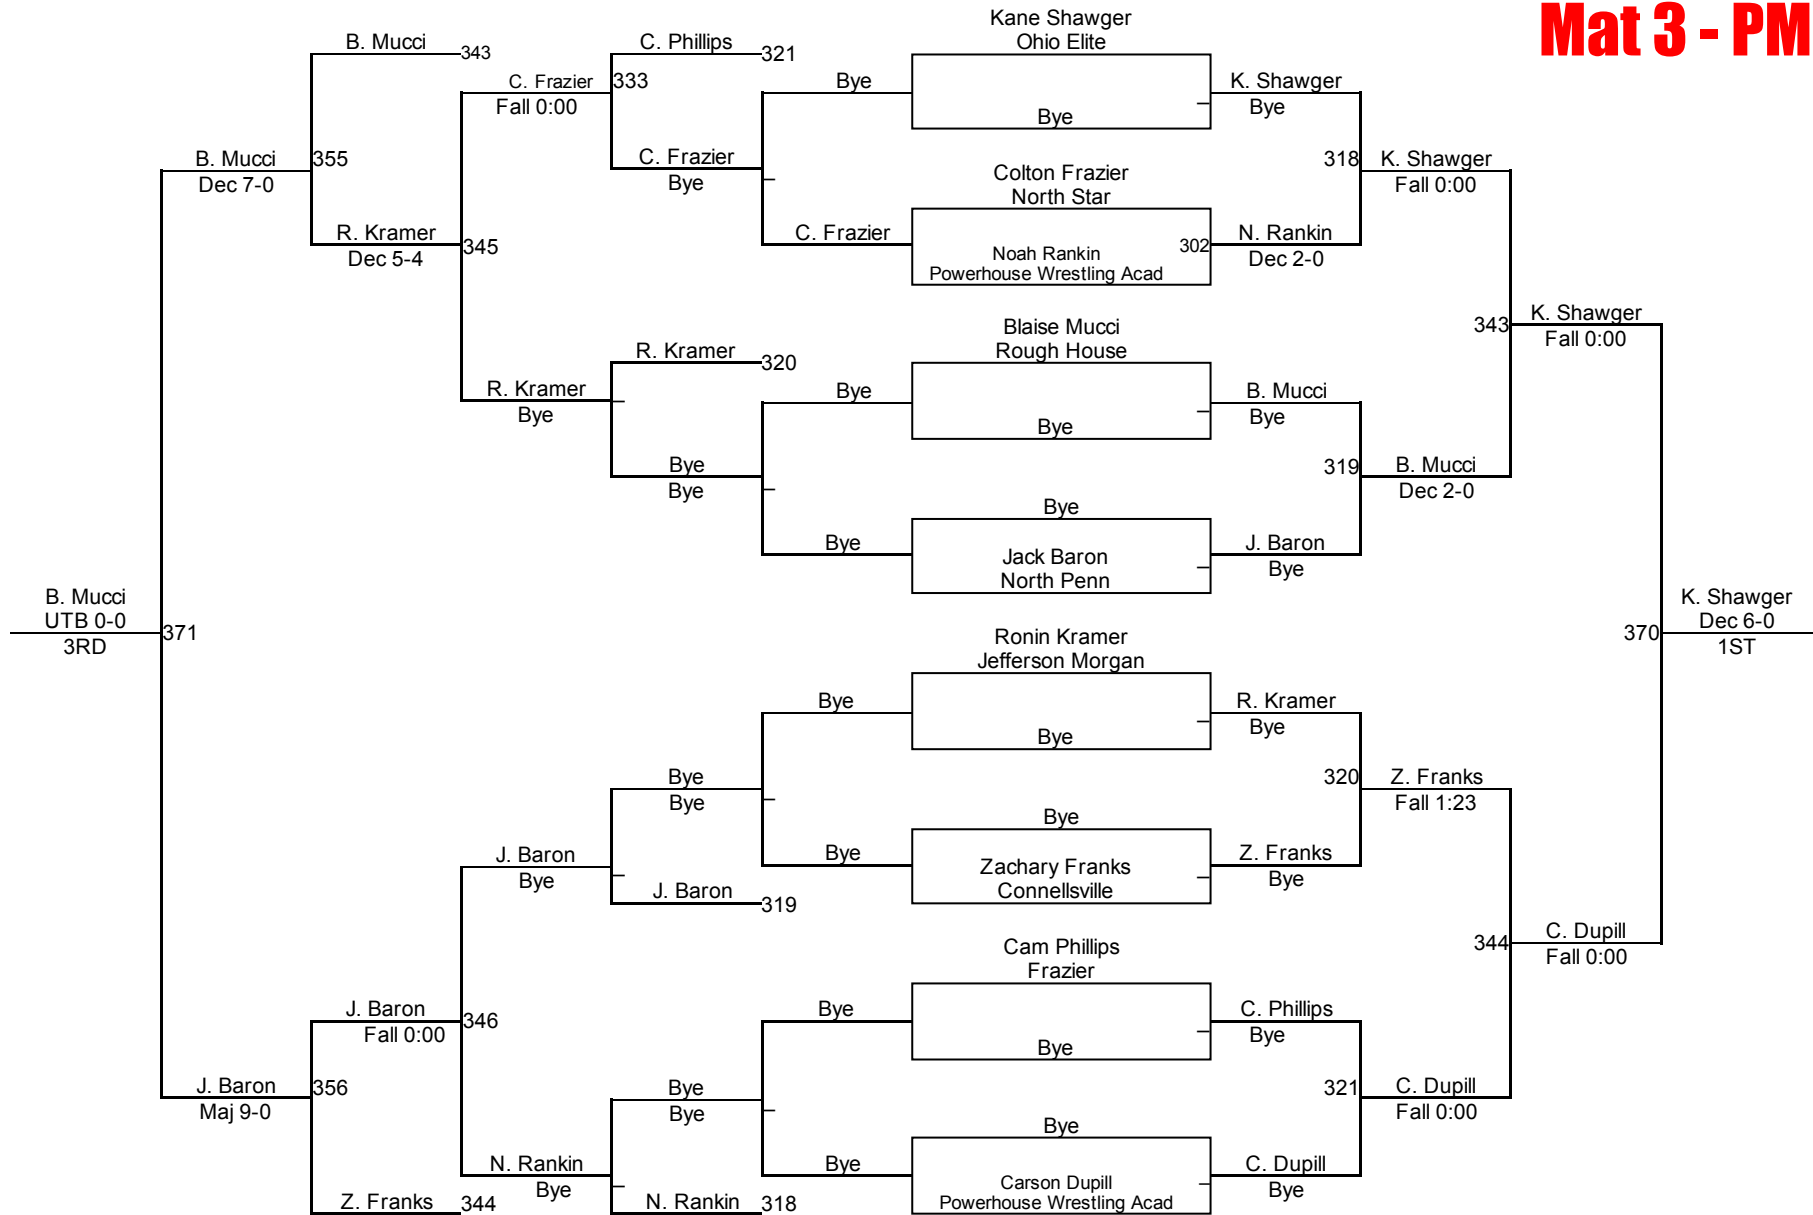 Mat 3 - PM
Kane Shawger
Ohio Elite
B. Mucci
343
C. Phillips
321
C. Frazier
333
Fall 0:00
Bye
Bye
K. Shawger
Bye
B. Mucci
355
Dec 7-0
C. Frazier
Bye
Colton Frazier
North Star
318
K. Shawger
Fall 0:00
R. Kramer
345
Dec 5-4
C. Frazier
Noah Rankin
Powerhouse Wrestling Acad
302
N. Rankin
Dec 2-0
Blaise Mucci
Rough House
343
K. Shawger
Fall 0:00
R. Kramer
320
R. Kramer
Bye
Bye
Bye
B. Mucci
Bye
Bye
Bye
319
B. Mucci
Dec 2-0
Bye
Bye
Jack Baron
North Penn
J. Baron
Bye
B. Mucci
UTB 0-0
3RD
371
Ronin Kramer
Jefferson Morgan
370
K. Shawger
Dec 6-0
1ST
Bye
Bye
R. Kramer
Bye
Bye
Bye
320
Z. Franks
Fall 1:23
Bye
J. Baron
Bye
Bye
Zachary Franks
Connellsville
Z. Franks
Bye
J. Baron
319
Cam Phillips
Frazier
344
C. Dupill
Fall 0:00
J. Baron
346
Fall 0:00
Bye
Bye
C. Phillips
Bye
J. Baron
356
Maj 9-0
Bye
Bye
321
C. Dupill
Fall 0:00
Bye
N. Rankin
Bye
Bye
Carson Dupill
Powerhouse Wrestling Acad
C. Dupill
Bye
Z. Franks
344
N. Rankin
318